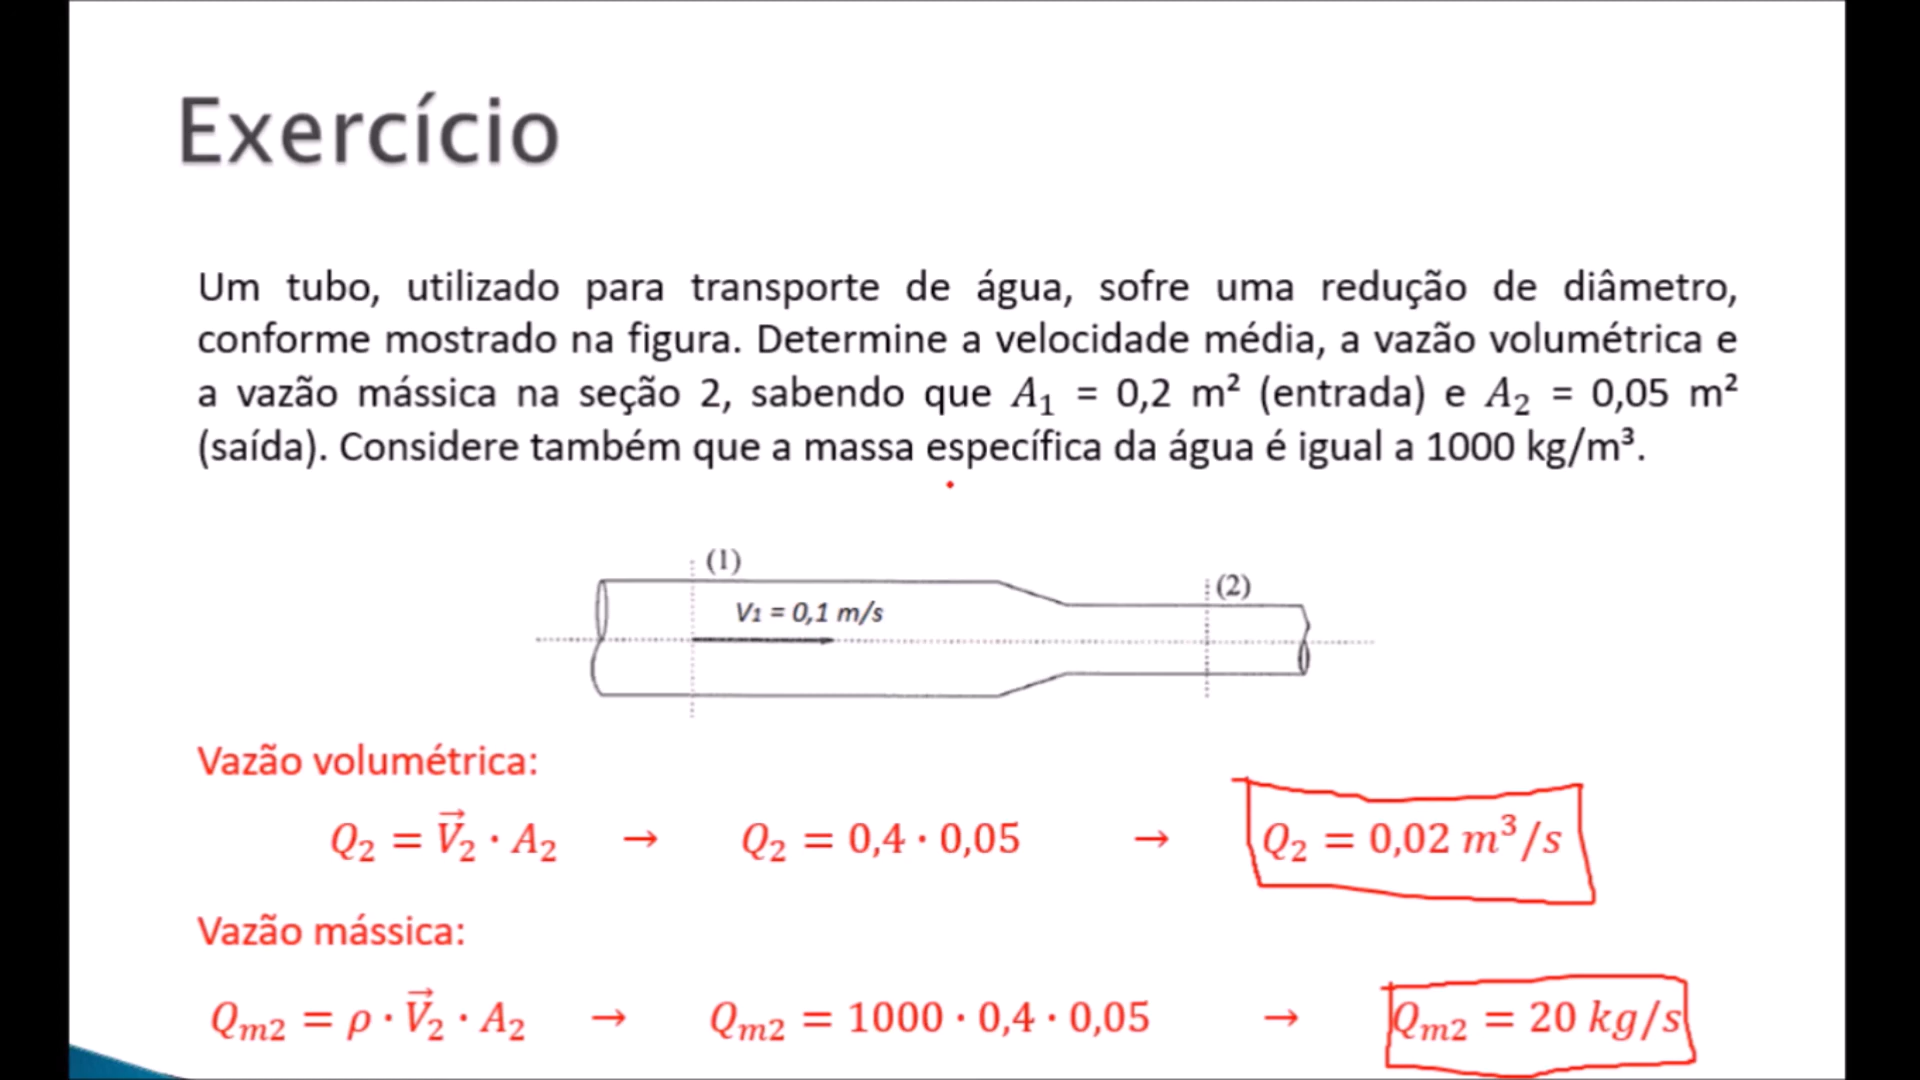 Exercício
Um tubo, utilizado para transporte de água, sofre uma redução de diâmetro,
conforme mostrado na figura. Determine a velocidade média, a vazão volumétrica e
a vazão mássica na seção 2, sabendo que A₁ = 0,2 m² (entrada) e A₂ = 0,05 m²
(saída). Considere também que a massa específica da água é igual a 1000 kg/m³.
(1)
(2)
V₁ = 0,1 m/s
Vazão volumétrica:
Q₂ = V⃗₂ · A₂ → Q₂ = 0,4 · 0,05 → Q₂ = 0,02 m³/s
Vazão mássica:
Qₘ₂ = ρ · V⃗₂ · A₂ → Qₘ₂ = 1000 · 0,4 · 0,05 → Qₘ₂ = 20 kg/s